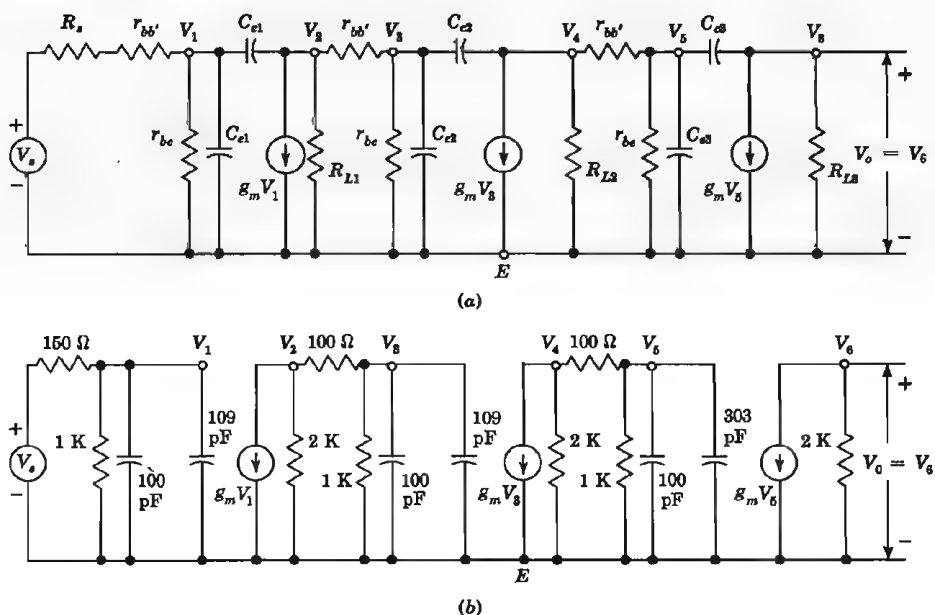 R_s r_bb' V_1 C_c1 V_2 r_bb' V_3 C_c2 V_4 r_bb' V_5 C_c3 V_6
+ V_s − r_be C_e1 g_m V_1 R_L1 r_be C_e2 g_m V_3 R_L2 r_be C_e3 g_m V_5 R_L3 + V_o = V_6 −
E
(a)
150 Ω V_1 V_2 100 Ω V_3 V_4 100 Ω V_5 V_6
+ V_s − 1 K 100 pF 109 pF g_m V_1 2 K 1 K 100 pF 109 pF g_m V_3 2 K 1 K 100 pF 303 pF g_m V_5 2 K + V_0 = V_6 −
E
(b)